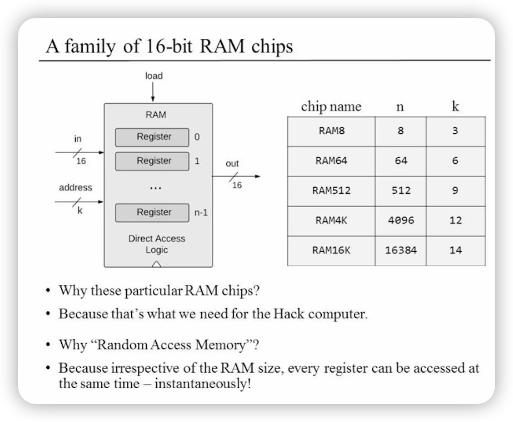 A family of 16-bit RAM chips
load
RAM
in
16
address
k
Register 0
Register 1
...
Register n-1
Direct Access
Logic
out
16
chip name n k
RAM8 8 3
RAM64 64 6
RAM512 512 9
RAM4K 4096 12
RAM16K 16384 14
• Why these particular RAM chips?
• Because that’s what we need for the Hack computer.
• Why “Random Access Memory”?
• Because irrespective of the RAM size, every register can be accessed at
the same time – instantaneously!